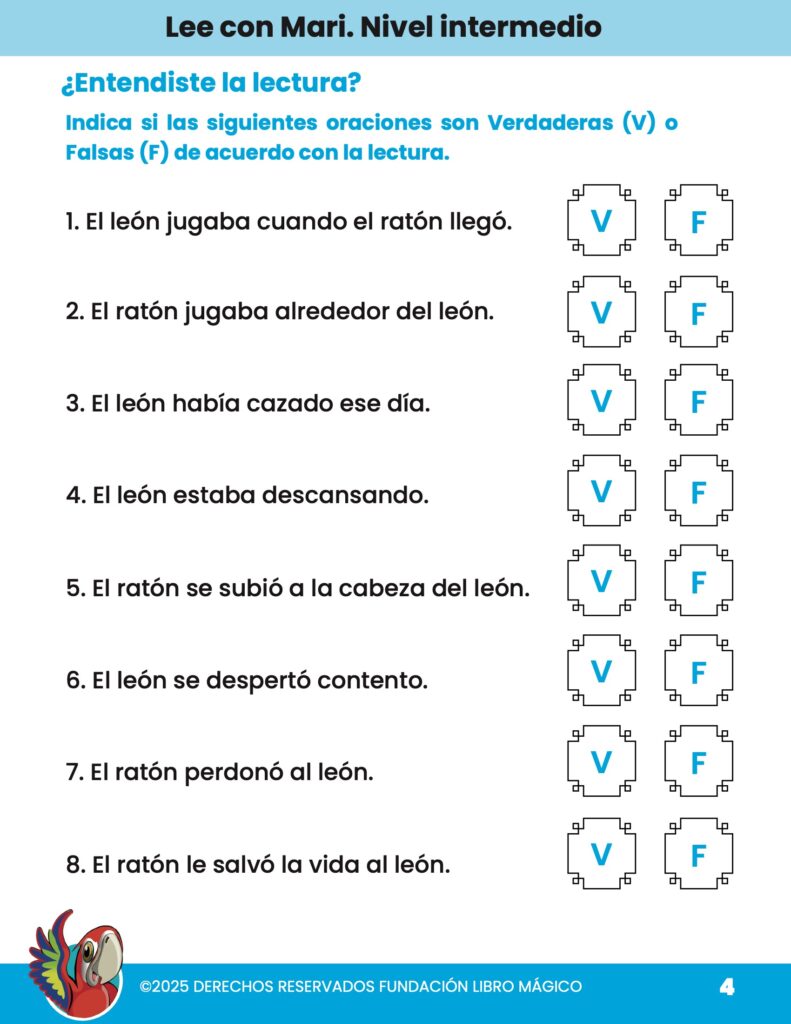 Lee con Mari. Nivel intermedio
¿Entendiste la lectura?
Indica si las siguientes oraciones son Verdaderas (V) o
Falsas (F) de acuerdo con la lectura.
1. El león jugaba cuando el ratón llegó. V F
2. El ratón jugaba alrededor del león. V F
3. El león había cazado ese día. V F
4. El león estaba descansando. V F
5. El ratón se subió a la cabeza del león. V F
6. El león se despertó contento. V F
7. El ratón perdonó al león. V F
8. El ratón le salvó la vida al león. V F
©2025 DERECHOS RESERVADOS FUNDACIÓN LIBRO MÁGICO 4